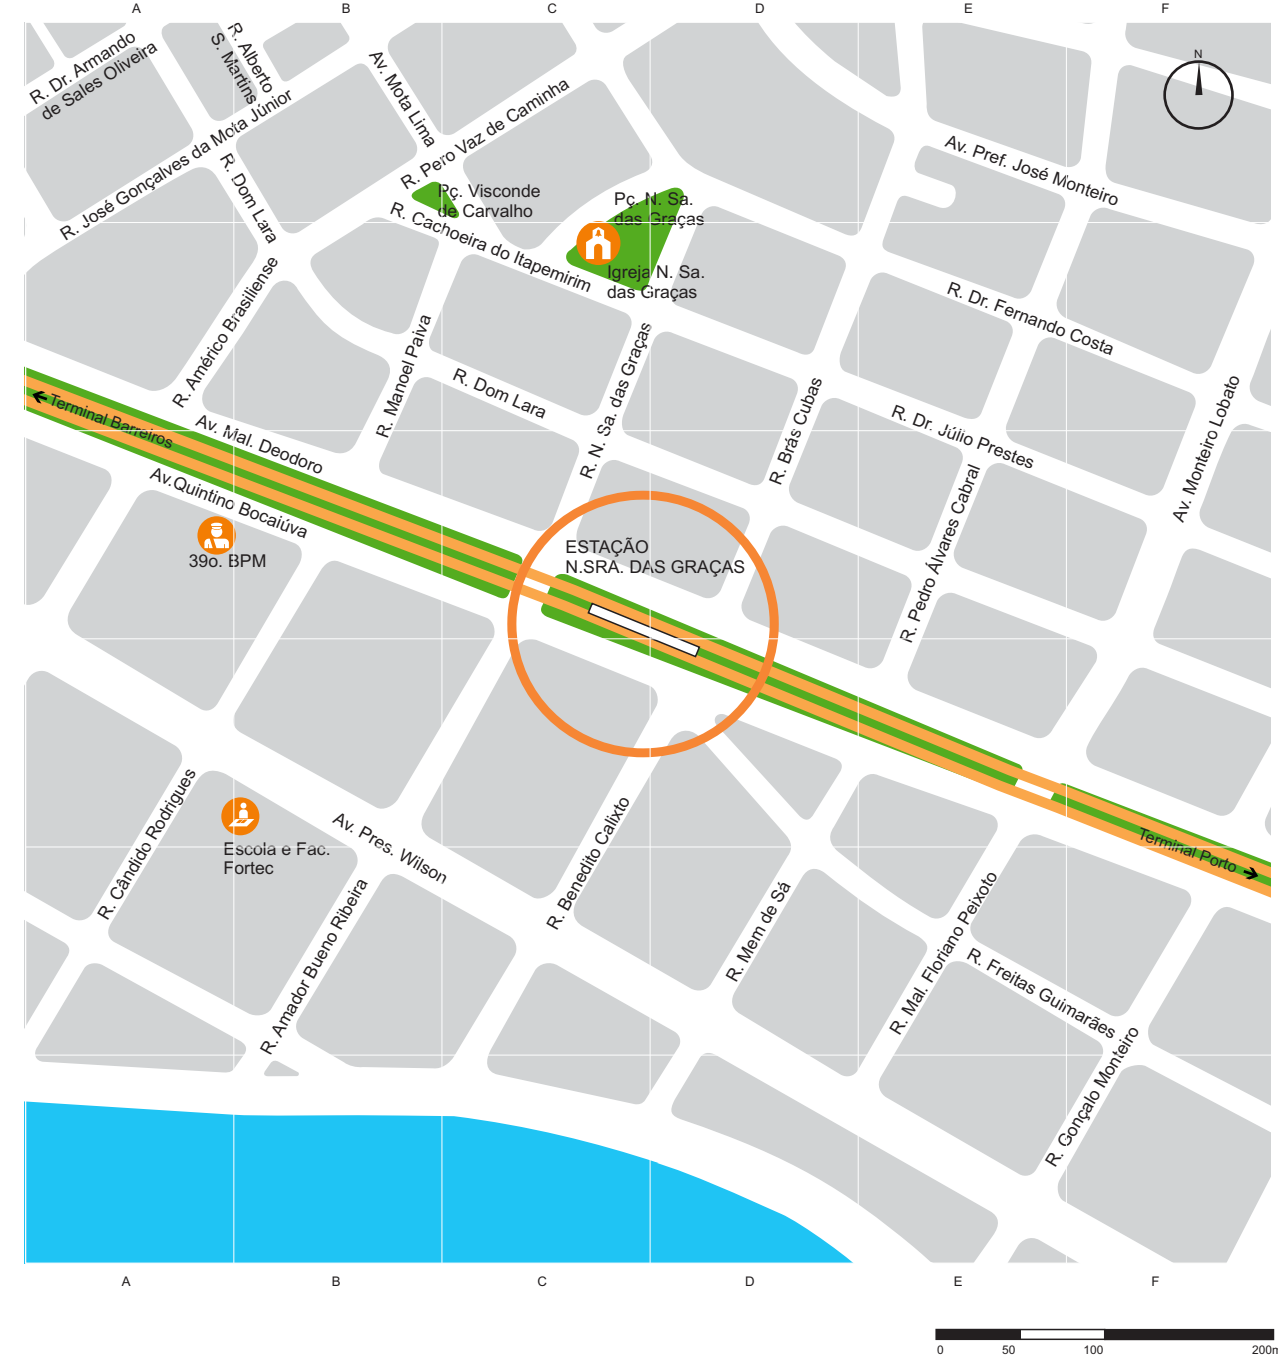 A
B
C
D
E
F
N
R. Dr. Armando
de Sales Oliveira
R. Alberto
S. Martins
Av. Mota Lima
R. José Gonçalves da Mota Júnior
R. Pero Vaz de Caminha
Av. Pref. José Monteiro
R. Dom Lara
Pç. Visconde
de Carvalho
Pç. N. Sa.
das Graças
R. Cachoeira do Itapemirim
Igreja N. Sa.
das Graças
R. Américo Brasiliense
R. Manoel Paiva
R. Dr. Fernando Costa
R. Dom Lara
R. N. Sa. das Graças
R. Brás Cubas
R. Dr. Júlio Prestes
Av. Monteiro Lobato
Terminal Barreiros
Av. Mal. Deodoro
Av.Quintino Bocaiúva
R. Pedro Álvares Cabral
39o. BPM
ESTAÇÃO
N.SRA. DAS GRAÇAS
R. Cândido Rodrigues
Escola e Fac.
Fortec
Av. Pres. Wilson
R. Benedito Calixto
Terminal Porto
R. Amador Bueno Ribeira
R. Mem de Sá
R. Mal. Floriano Peixoto
R. Freitas Guimarães
R. Gonçalo Monteiro
A
B
C
D
E
F
0
50
100
200m